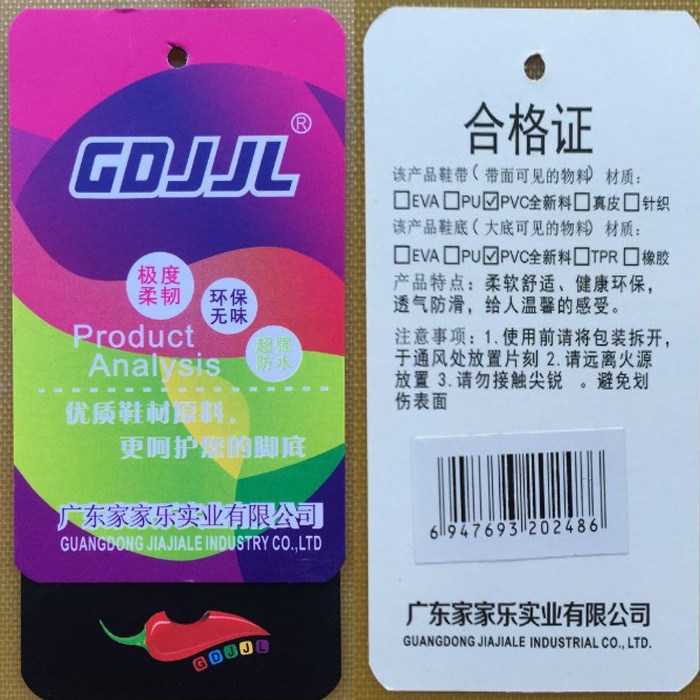 GDJJL®
极度
柔韧
环保
无味
超强
防水
Product
Analysis
优质鞋材原料，
更呵护您的脚底
广东家家乐实业有限公司
GUANGDONG JIAJIALE INDUSTRY CO.,LTD
GDJJL
合格证
该产品鞋带（带面可见的物料）材质：
□EVA □PU ☑PVC全新料 □真皮 □针织
该产品鞋底（大底可见的物料）材质：
□EVA □PU ☑PVC全新料 □TPR □橡胶
产品特点：柔软舒适、健康环保，
透气防滑，给人温馨的感受。
注意事项：1.使用前请将包装拆开，
于通风处放置片刻 2.请远离火源
放置 3.请勿接触尖锐 。避免划
伤表面
6 947693 202486
广东家家乐实业有限公司
GUANGDONG JIAJIALE INDUSTRIAL CO.,LTD